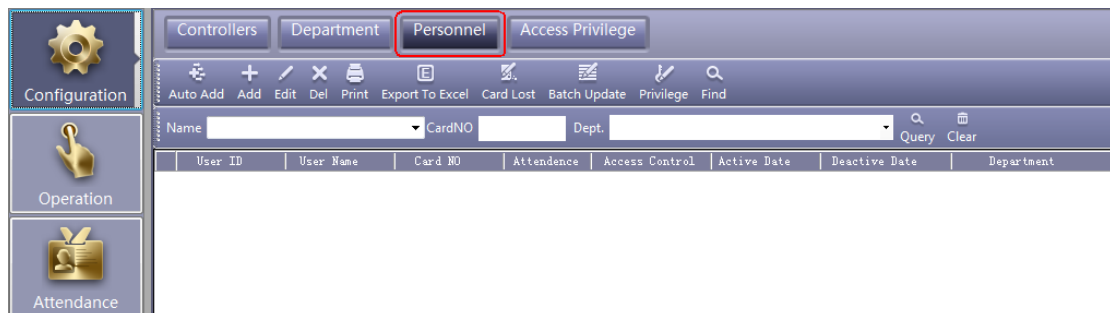 Controllers Department Personnel Access Privilege
Auto Add Add Edit Del Print Export To Excel Card Lost Batch Update Privilege Find
Configuration
Name CardNO Dept. Query Clear
User ID User Name Card NO Attendence Access Control Active Date Deactive Date Department
Operation
Attendance